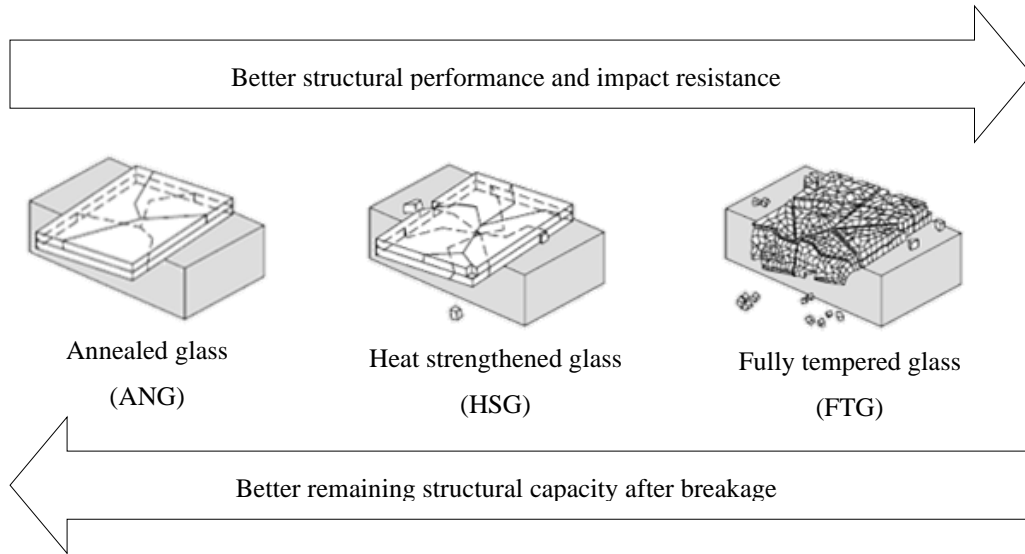 Better structural performance and impact resistance
Annealed glass
(ANG)
Heat strengthened glass
(HSG)
Fully tempered glass
(FTG)
Better remaining structural capacity after breakage